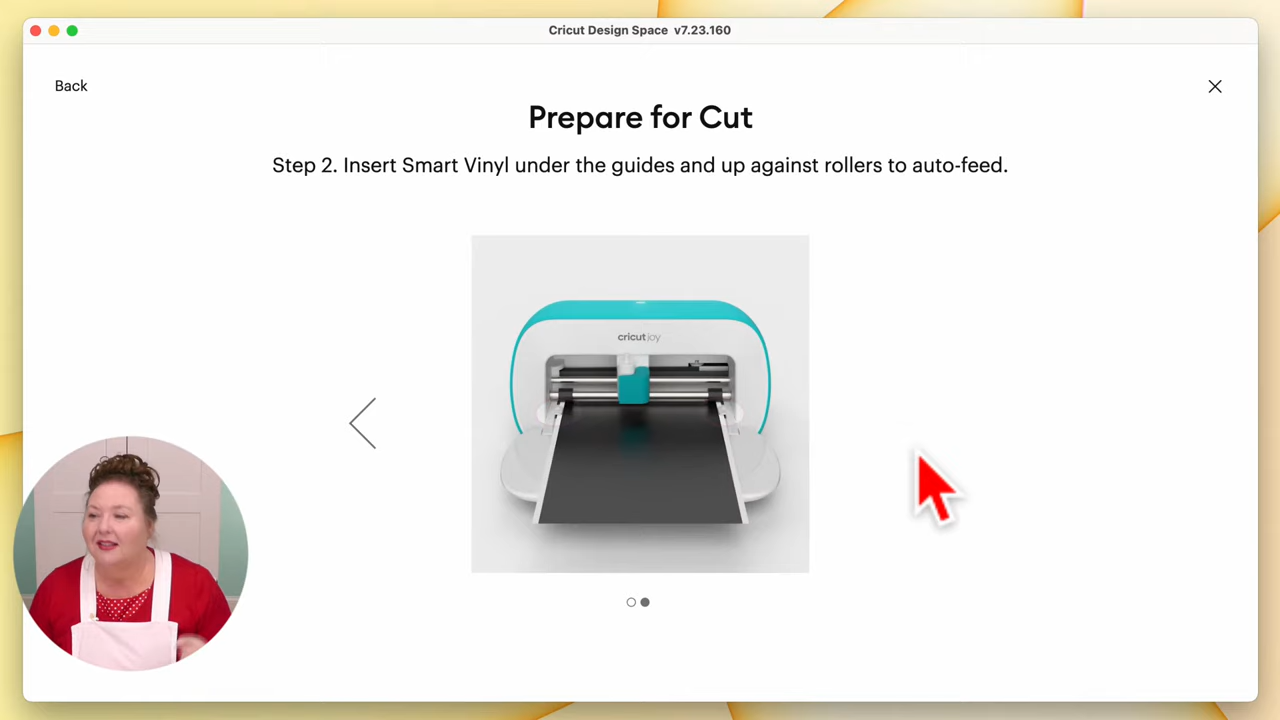 Cricut Design Space v7.23.160
Back
Prepare for Cut
Step 2. Insert Smart Vinyl under the guides and up against rollers to auto-feed.
cricut joy